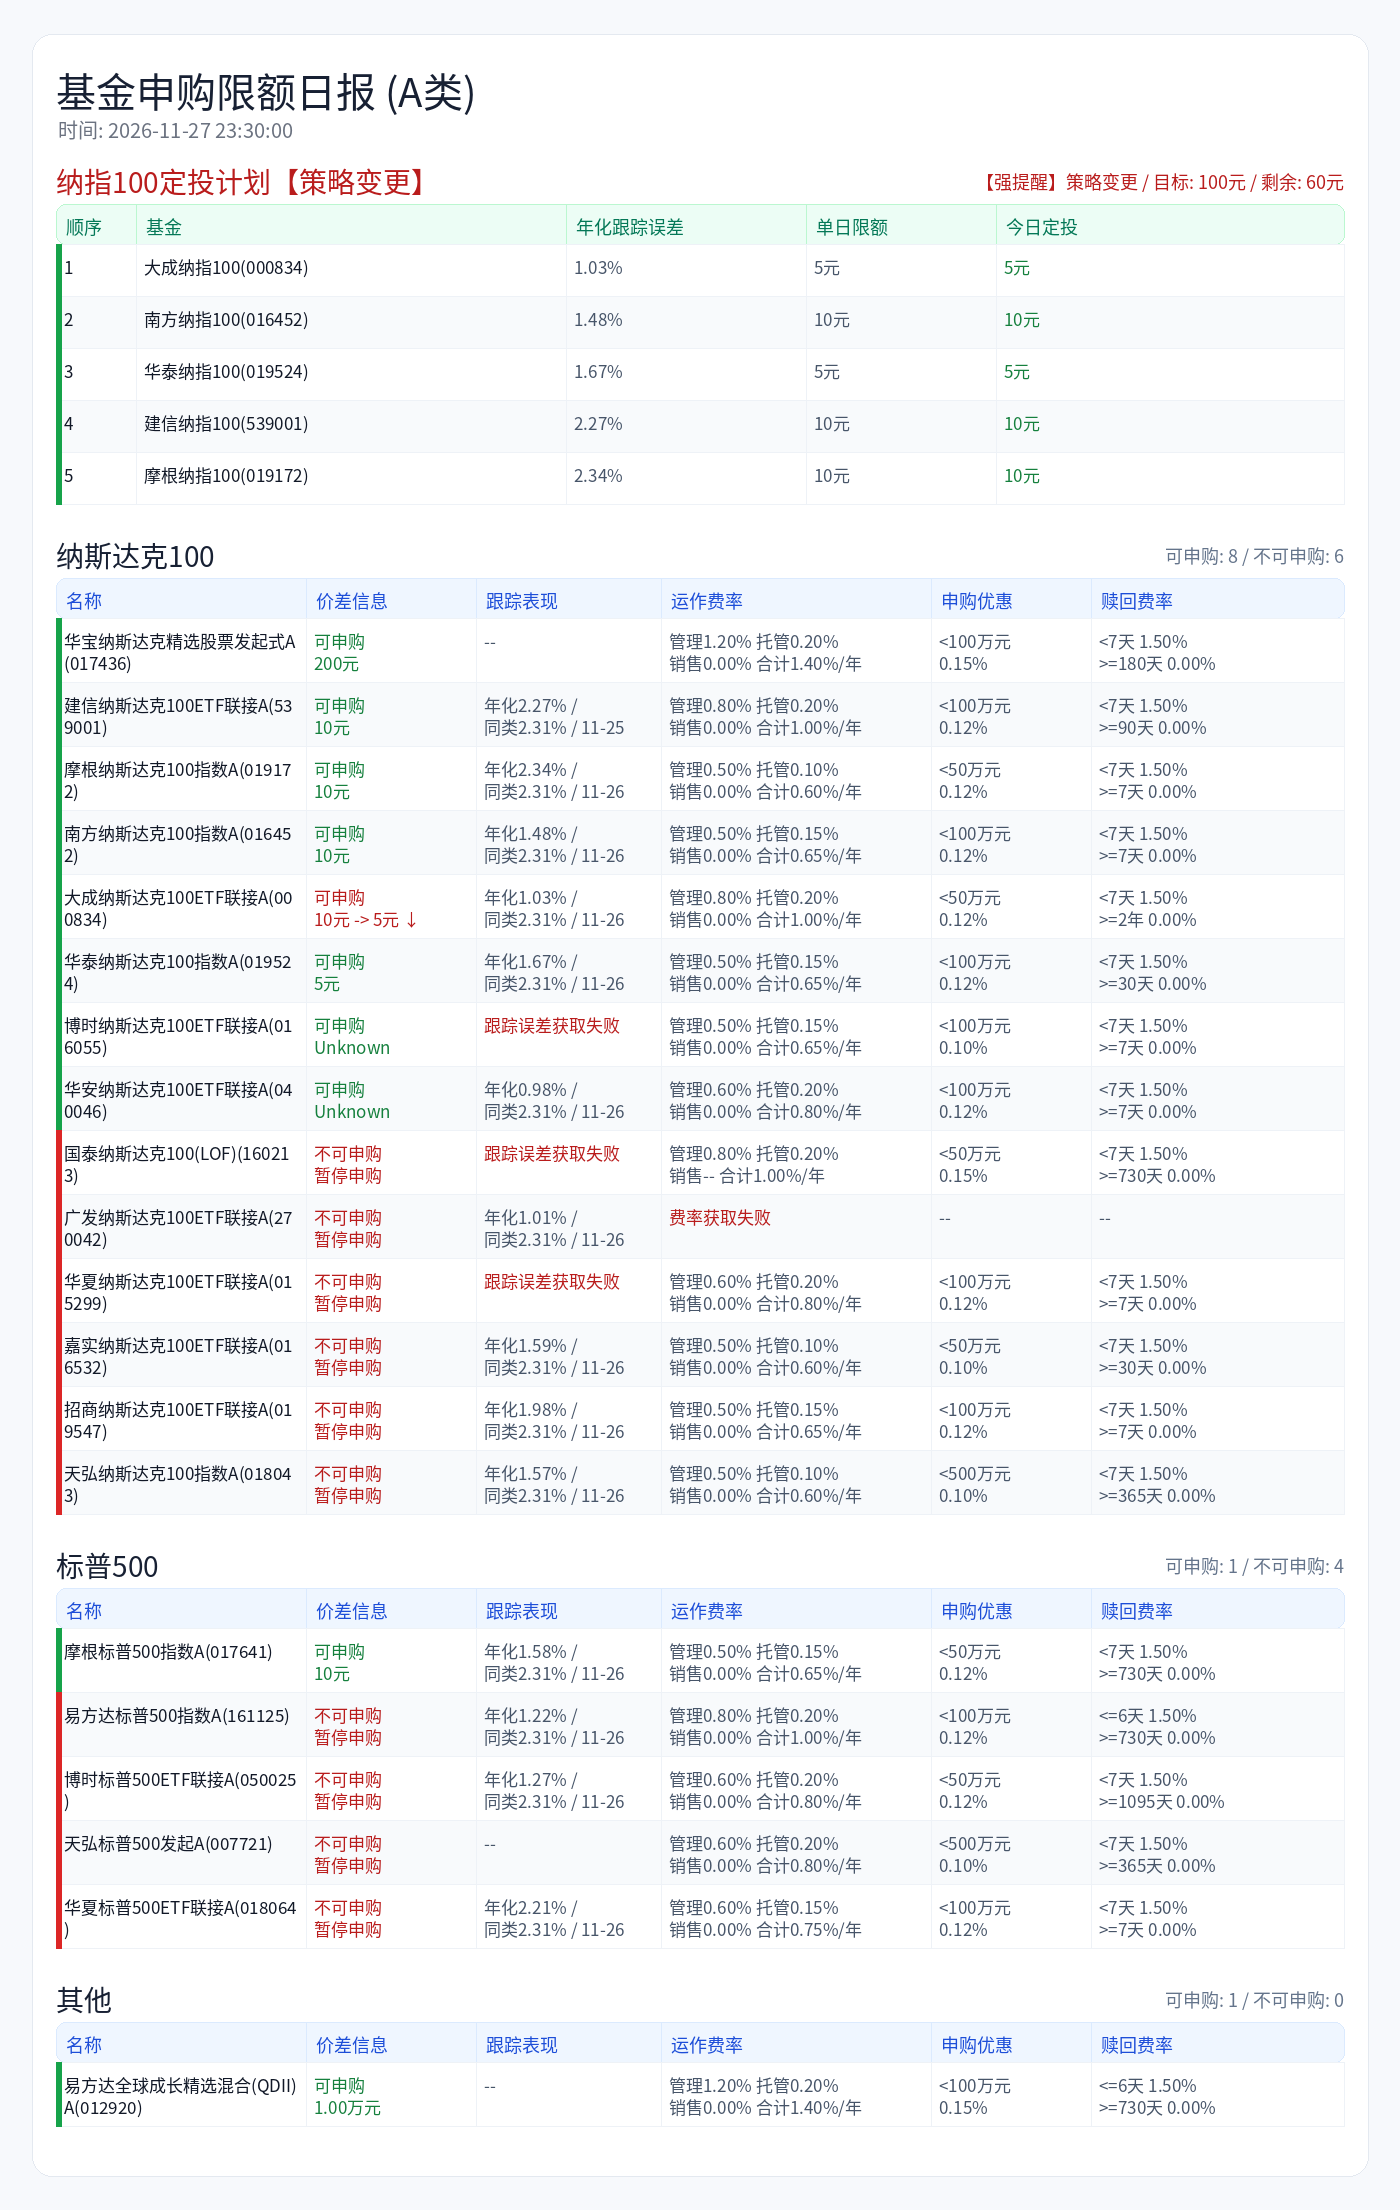 基金申购限额日报 (A类)
时间: 2026-11-27 23:30:00
纳指100定投计划【策略变更】 【强提醒】策略变更 / 目标: 100元 / 剩余: 60元
顺序 基金 年化跟踪误差 单日限额 今日定投
1 大成纳指100(000834) 1.03% 5元 5元
2 南方纳指100(016452) 1.48% 10元 10元
3 华泰纳指100(019524) 1.67% 5元 5元
4 建信纳指100(539001) 2.27% 10元 10元
5 摩根纳指100(019172) 2.34% 10元 10元
纳斯达克100 可申购: 8 / 不可申购: 6
名称 价差信息 跟踪表现 运作费率 申购优惠 赎回费率
华宝纳斯达克精选股票发起式A 可申购 -- 管理1.20% 托管0.20% <100万元 <7天 1.50%
(017436) 200元 销售0.00% 合计1.40%/年 0.15% >=180天 0.00%
建信纳斯达克100ETF联接A(53 可申购 年化2.27% / 管理0.80% 托管0.20% <100万元 <7天 1.50%
9001) 10元 同类2.31% / 11-25 销售0.00% 合计1.00%/年 0.12% >=90天 0.00%
摩根纳斯达克100指数A(01917 可申购 年化2.34% / 管理0.50% 托管0.10% <50万元 <7天 1.50%
2) 10元 同类2.31% / 11-26 销售0.00% 合计0.60%/年 0.12% >=7天 0.00%
南方纳斯达克100指数A(01645 可申购 年化1.48% / 管理0.50% 托管0.15% <100万元 <7天 1.50%
2) 10元 同类2.31% / 11-26 销售0.00% 合计0.65%/年 0.12% >=7天 0.00%
大成纳斯达克100ETF联接A(00 可申购 年化1.03% / 管理0.80% 托管0.20% <50万元 <7天 1.50%
0834) 10元 -> 5元 ↓ 同类2.31% / 11-26 销售0.00% 合计1.00%/年 0.12% >=2年 0.00%
华泰纳斯达克100指数A(01952 可申购 年化1.67% / 管理0.50% 托管0.15% <100万元 <7天 1.50%
4) 5元 同类2.31% / 11-26 销售0.00% 合计0.65%/年 0.12% >=30天 0.00%
博时纳斯达克100ETF联接A(01 可申购 跟踪误差获取失败 管理0.50% 托管0.15% <100万元 <7天 1.50%
6055) Unknown 销售0.00% 合计0.65%/年 0.10% >=7天 0.00%
华安纳斯达克100ETF联接A(04 可申购 年化0.98% / 管理0.60% 托管0.20% <100万元 <7天 1.50%
0046) Unknown 同类2.31% / 11-26 销售0.00% 合计0.80%/年 0.12% >=7天 0.00%
国泰纳斯达克100(LOF)(16021 不可申购 跟踪误差获取失败 管理0.80% 托管0.20% <50万元 <7天 1.50%
3) 暂停申购 销售-- 合计1.00%/年 0.15% >=730天 0.00%
广发纳斯达克100ETF联接A(27 不可申购 年化1.01% / 费率获取失败 -- --
0042) 暂停申购 同类2.31% / 11-26
华夏纳斯达克100ETF联接A(01 不可申购 跟踪误差获取失败 管理0.60% 托管0.20% <100万元 <7天 1.50%
5299) 暂停申购 销售0.00% 合计0.80%/年 0.12% >=7天 0.00%
嘉实纳斯达克100ETF联接A(01 不可申购 年化1.59% / 管理0.50% 托管0.10% <50万元 <7天 1.50%
6532) 暂停申购 同类2.31% / 11-26 销售0.00% 合计0.60%/年 0.10% >=30天 0.00%
招商纳斯达克100ETF联接A(01 不可申购 年化1.98% / 管理0.50% 托管0.15% <100万元 <7天 1.50%
9547) 暂停申购 同类2.31% / 11-26 销售0.00% 合计0.65%/年 0.12% >=7天 0.00%
天弘纳斯达克100指数A(01804 不可申购 年化1.57% / 管理0.50% 托管0.10% <500万元 <7天 1.50%
3) 暂停申购 同类2.31% / 11-26 销售0.00% 合计0.60%/年 0.10% >=365天 0.00%
标普500 可申购: 1 / 不可申购: 4
名称 价差信息 跟踪表现 运作费率 申购优惠 赎回费率
摩根标普500指数A(017641) 可申购 年化1.58% / 管理0.50% 托管0.15% <50万元 <7天 1.50%
10元 同类2.31% / 11-26 销售0.00% 合计0.65%/年 0.12% >=730天 0.00%
易方达标普500指数A(161125) 不可申购 年化1.22% / 管理0.80% 托管0.20% <100万元 <=6天 1.50%
暂停申购 同类2.31% / 11-26 销售0.00% 合计1.00%/年 0.12% >=730天 0.00%
博时标普500ETF联接A(050025 不可申购 年化1.27% / 管理0.60% 托管0.20% <50万元 <7天 1.50%
) 暂停申购 同类2.31% / 11-26 销售0.00% 合计0.80%/年 0.12% >=1095天 0.00%
天弘标普500发起A(007721) 不可申购 -- 管理0.60% 托管0.20% <500万元 <7天 1.50%
暂停申购 销售0.00% 合计0.80%/年 0.10% >=365天 0.00%
华夏标普500ETF联接A(018064 不可申购 年化2.21% / 管理0.60% 托管0.15% <100万元 <7天 1.50%
) 暂停申购 同类2.31% / 11-26 销售0.00% 合计0.75%/年 0.12% >=7天 0.00%
其他 可申购: 1 / 不可申购: 0
名称 价差信息 跟踪表现 运作费率 申购优惠 赎回费率
易方达全球成长精选混合(QDII) 可申购 -- 管理1.20% 托管0.20% <100万元 <=6天 1.50%
A(012920) 1.00万元 销售0.00% 合计1.40%/年 0.15% >=730天 0.00%